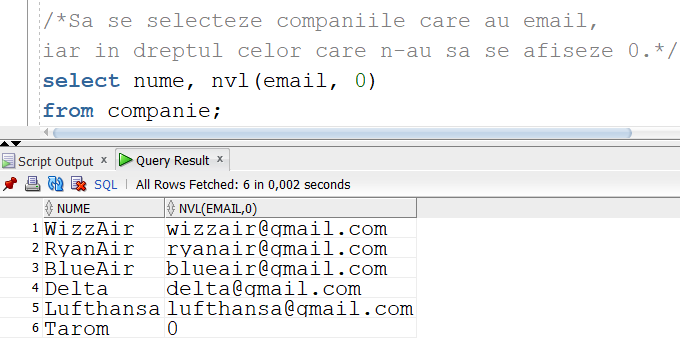 /*Sa se selecteze companiile care au email,
iar in dreptul celor care n-au sa se afiseze 0.*/
select nume, nvl(email, 0)
from companie;
Script Output x Query Result x
SQL | All Rows Fetched: 6 in 0,002 seconds
NUME NVL(EMAIL,0)
1 WizzAir wizzair@gmail.com
2 RyanAir ryanair@gmail.com
3 BlueAir blueair@gmail.com
4 Delta delta@gmail.com
5 Lufthansa lufthansa@gmail.com
6 Tarom 0